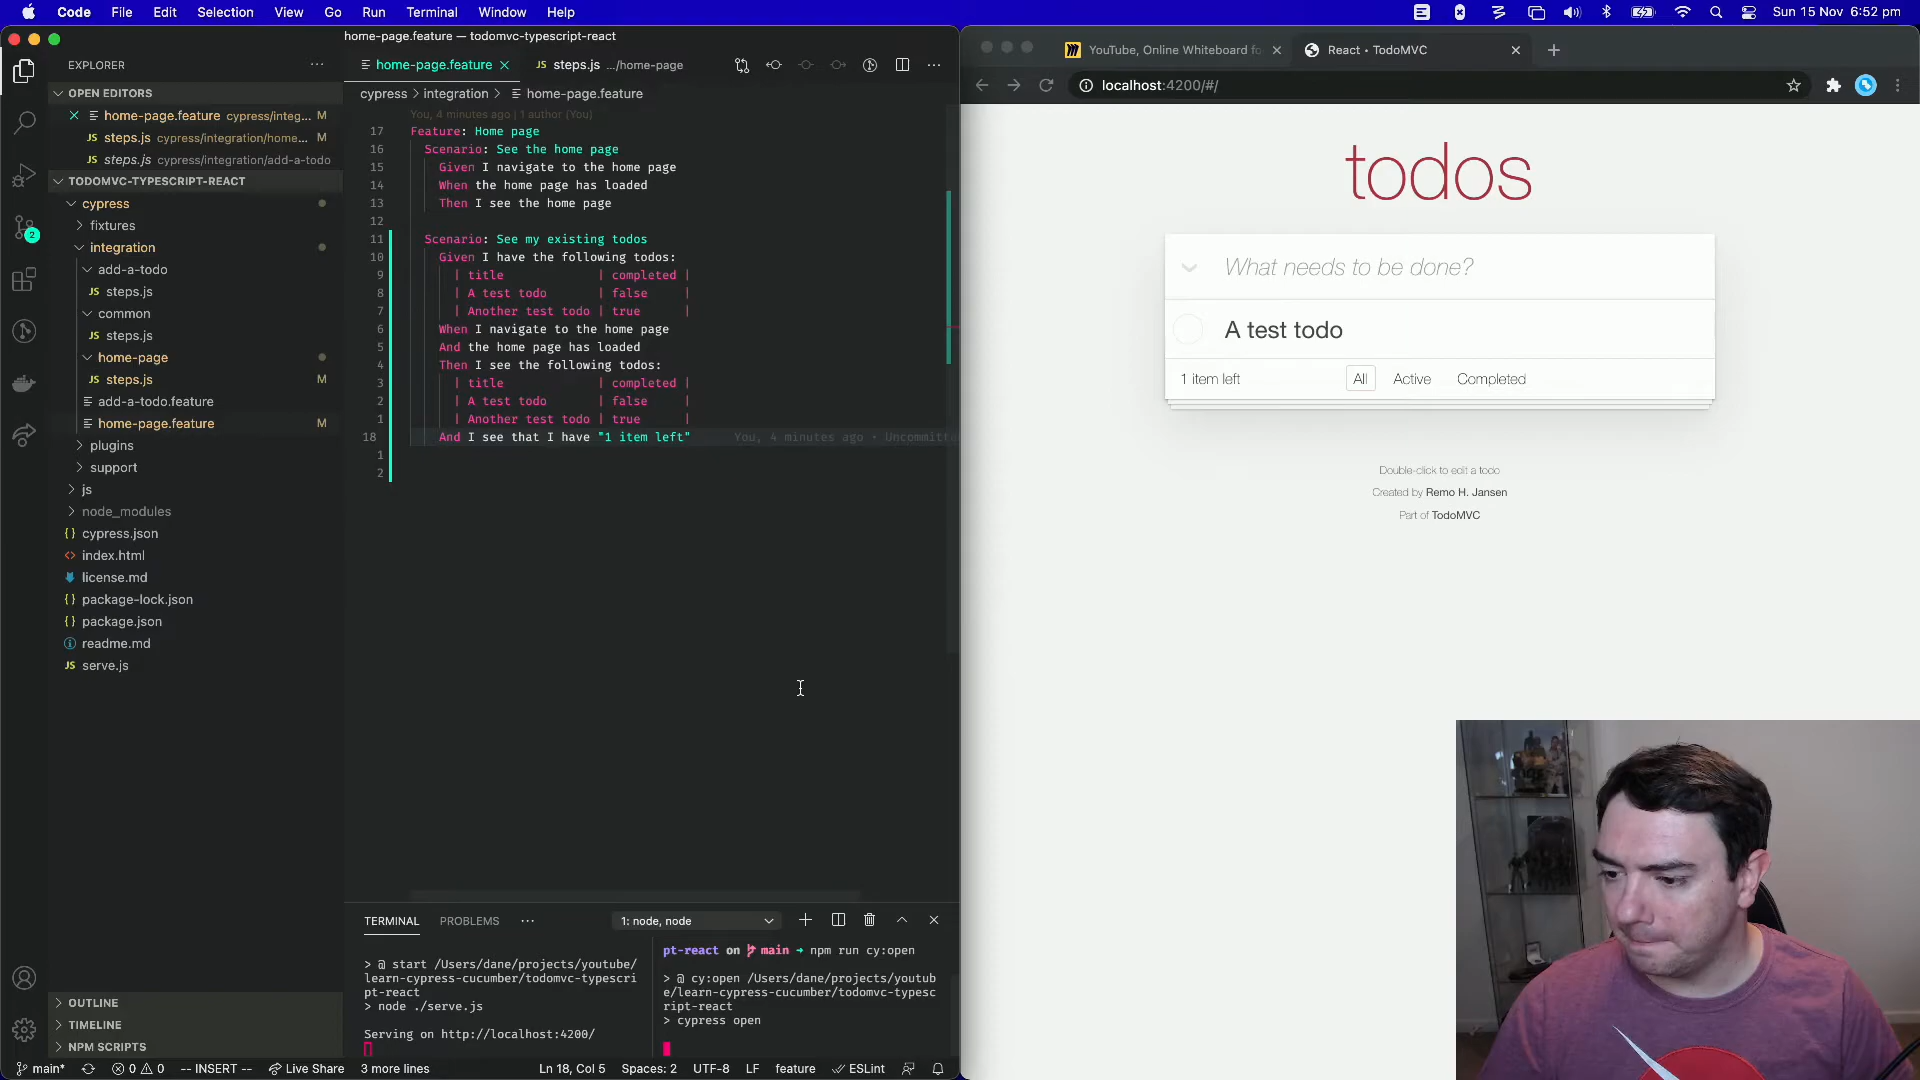 Code File Edit Selection View Go Run Terminal Window Help
Sun 15 Nov 6:52 pm
home-page.feature — todomvc-typescript-react
EXPLORER
OPEN EDITORS
home-page.feature cypress/integ... M
steps.js cypress/integration/home... M
steps.js cypress/integration/add-a-todo
TODOMVC-TYPESCRIPT-REACT
cypress
fixtures
2
integration
add-a-todo
JS steps.js
common
JS steps.js
home-page
JS steps.js M
add-a-todo.feature
home-page.feature M
plugins
support
js
node_modules
{} cypress.json
<> index.html
license.md
{} package-lock.json
{} package.json
readme.md
JS serve.js
OUTLINE
TIMELINE
NPM SCRIPTS
home-page.feature
JS steps.js .../home-page
cypress > integration > home-page.feature
You, 4 minutes ago | 1 author (You)
17 Feature: Home page
16 Scenario: See the home page
15 Given I navigate to the home page
14 When the home page has loaded
13 Then I see the home page
12
11 Scenario: See my existing todos
10 Given I have the following todos:
9 | title | completed |
8 | A test todo | false |
7 | Another test todo | true |
6 When I navigate to the home page
5 And the home page has loaded
4 Then I see the following todos:
3 | title | completed |
2 | A test todo | false |
1 | Another test todo | true |
18 And I see that I have "1 item left" You, 4 minutes ago • Uncommitt
1
2
TERMINAL PROBLEMS ... 1: node, node
> @ start /Users/dane/projects/youtube/
learn-cypress-cucumber/todomvc-typescri
pt-react
> node ./serve.js
Serving on http://localhost:4200/
pt-react on main → npm run cy:open
> @ cy:open /Users/dane/projects/youtub
e/learn-cypress-cucumber/todomvc-typesc
ript-react
> cypress open
main* 0 0 -- INSERT -- Live Share 3 more lines Ln 18, Col 5 Spaces: 2 UTF-8 LF feature ESLint
YouTube, Online Whiteboard fo
React • TodoMVC
localhost:4200/#/
todos
What needs to be done?
A test todo
1 item left All Active Completed
Double-click to edit a todo
Created by Remo H. Jansen
Part of TodoMVC